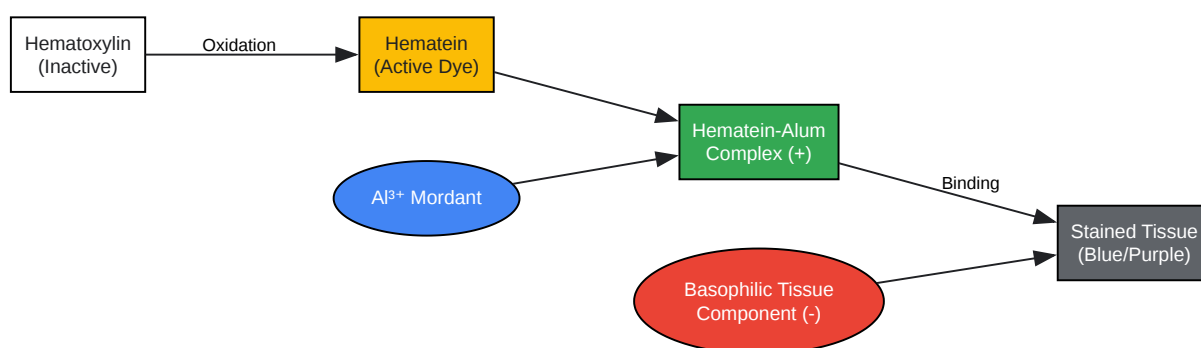 Hematoxylin
(Inactive)
Oxidation
Hematein
(Active Dye)
Hematein-Alum
Complex (+)
Al³⁺ Mordant
Binding
Stained Tissue
(Blue/Purple)
Basophilic Tissue
Component (-)